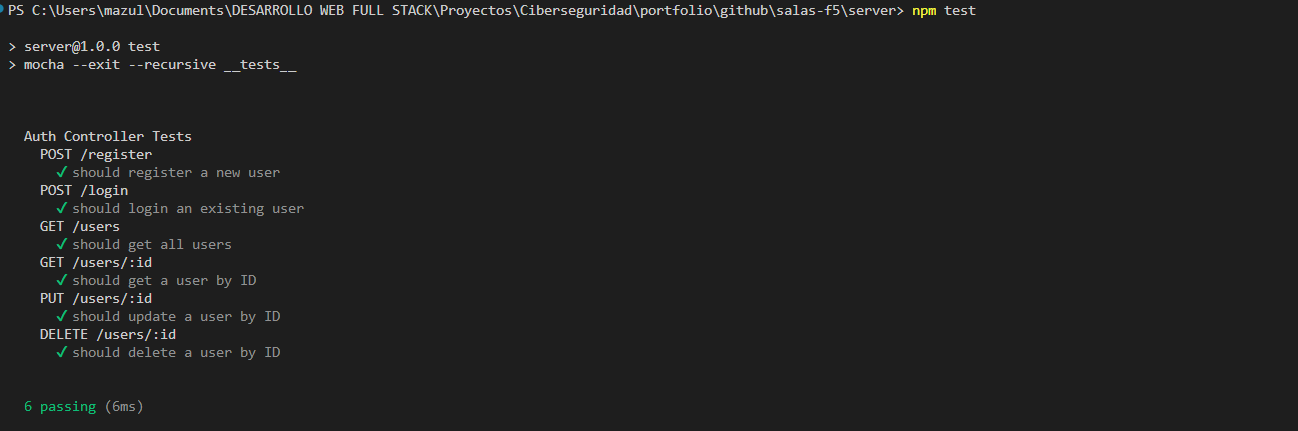 PS C:\Users\mazul\Documents\DESARROLLO WEB FULL STACK\Proyectos\Ciberseguridad\portfolio\github\salas-f5\server> npm test
> server@1.0.0 test
> mocha --exit --recursive __tests__
Auth Controller Tests
POST /register
✓ should register a new user
POST /login
✓ should login an existing user
GET /users
✓ should get all users
GET /users/:id
✓ should get a user by ID
PUT /users/:id
✓ should update a user by ID
DELETE /users/:id
✓ should delete a user by ID
6 passing (6ms)